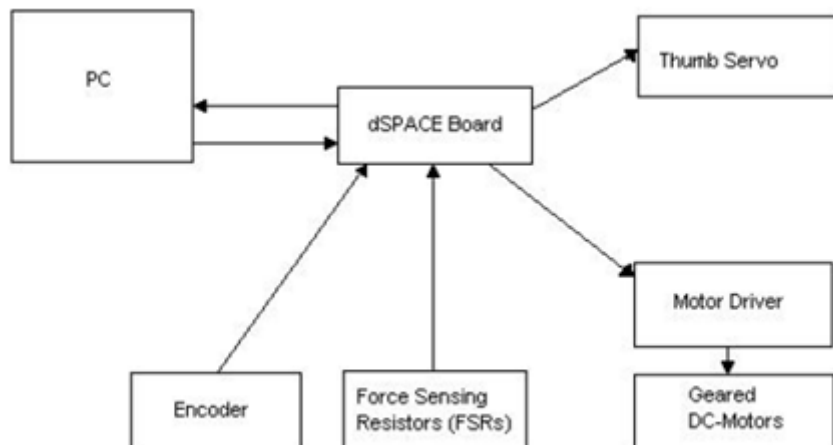 PC
Thumb Servo
dSPACE Board
Motor Driver
Encoder
Force Sensing
Resistors (FSRs)
Geared
DC-Motors